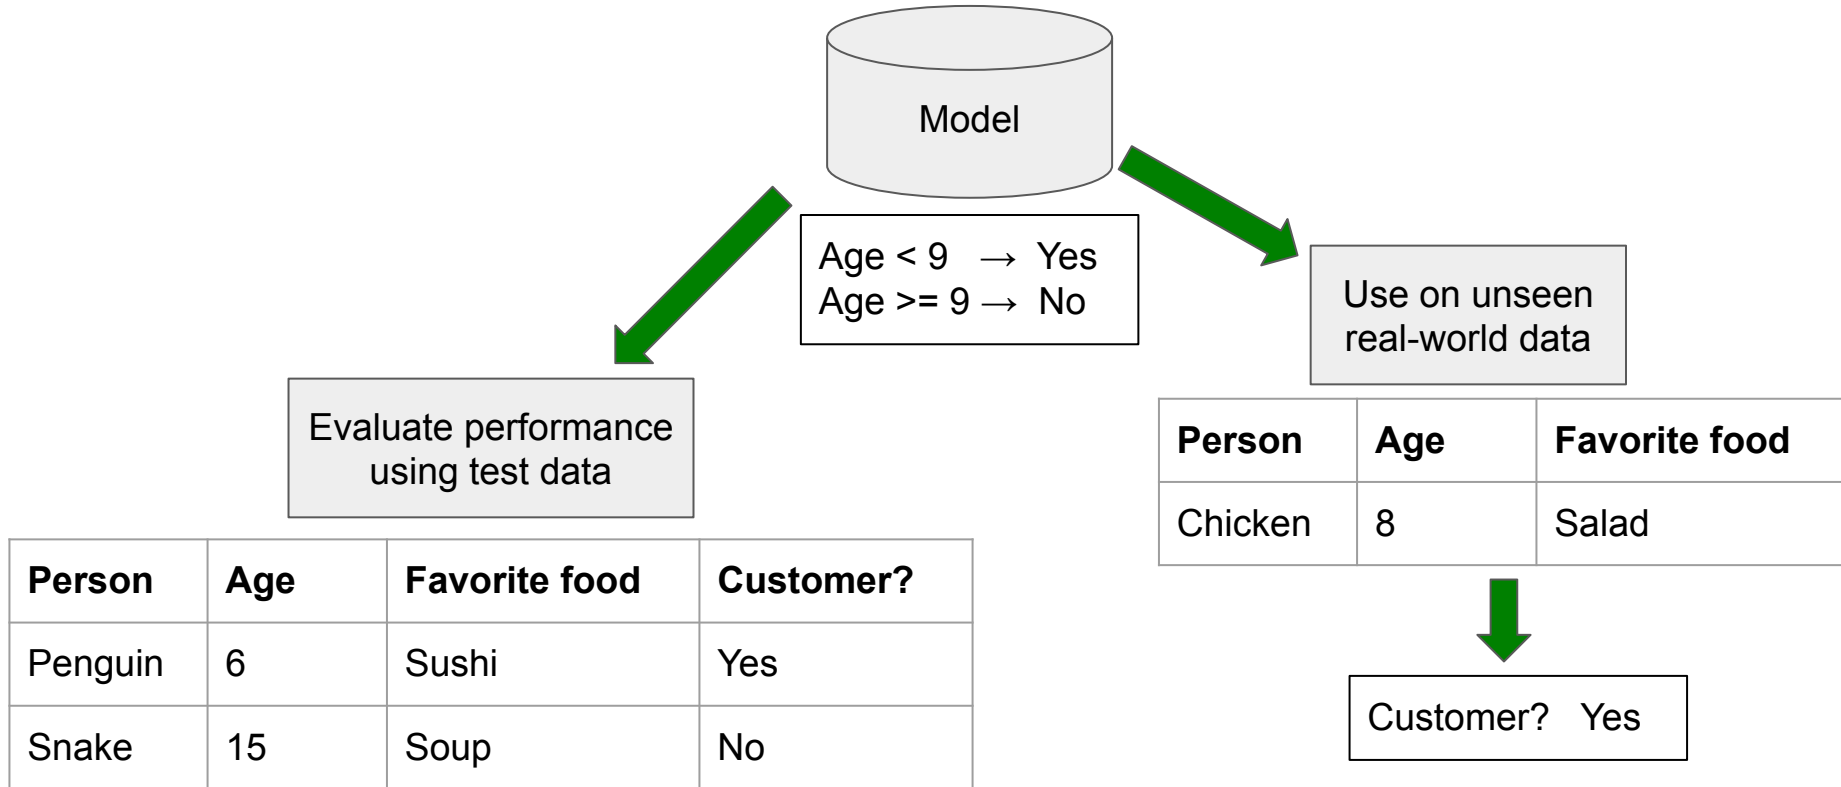 Model
Age < 9 → Yes
Age >= 9 → No
Evaluate performance
using test data
Person Age Favorite food Customer?
Penguin 6 Sushi Yes
Snake 15 Soup No
Use on unseen
real-world data
Person Age Favorite food
Chicken 8 Salad
Customer? Yes